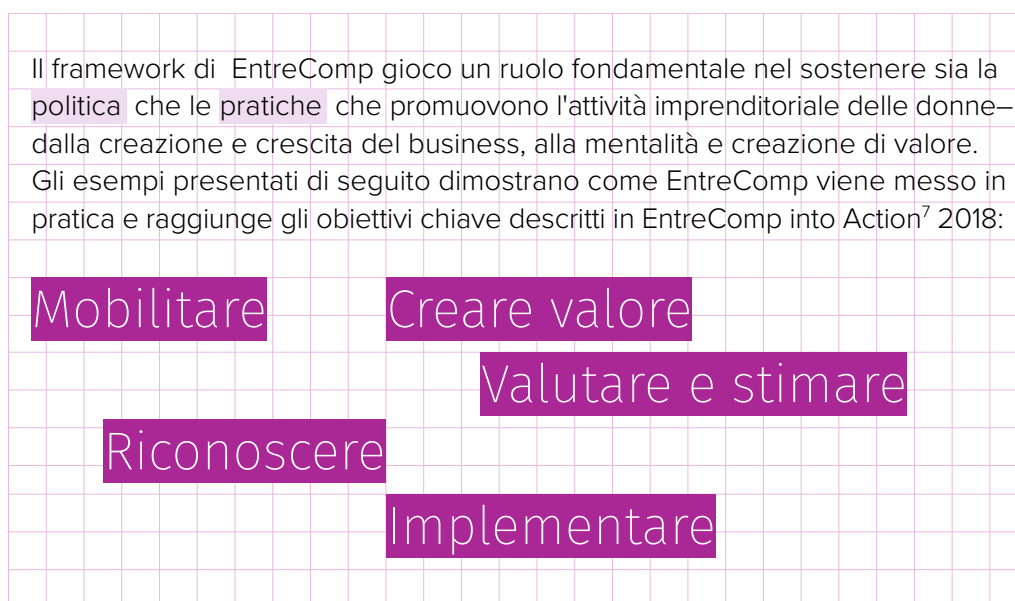 Il framework di  EntreComp gioco un ruolo fondamentale nel sostenere sia la
politica che le pratiche che promuovono l'attività imprenditoriale delle donne–
dalla creazione e crescita del business, alla mentalità e creazione di valore.
Gli esempi presentati di seguito dimostrano come EntreComp viene messo in
pratica e raggiunge gli obiettivi chiave descritti in EntreComp into Action⁷ 2018:
Mobilitare
Creare valore
Valutare e stimare
Riconoscere
Implementare